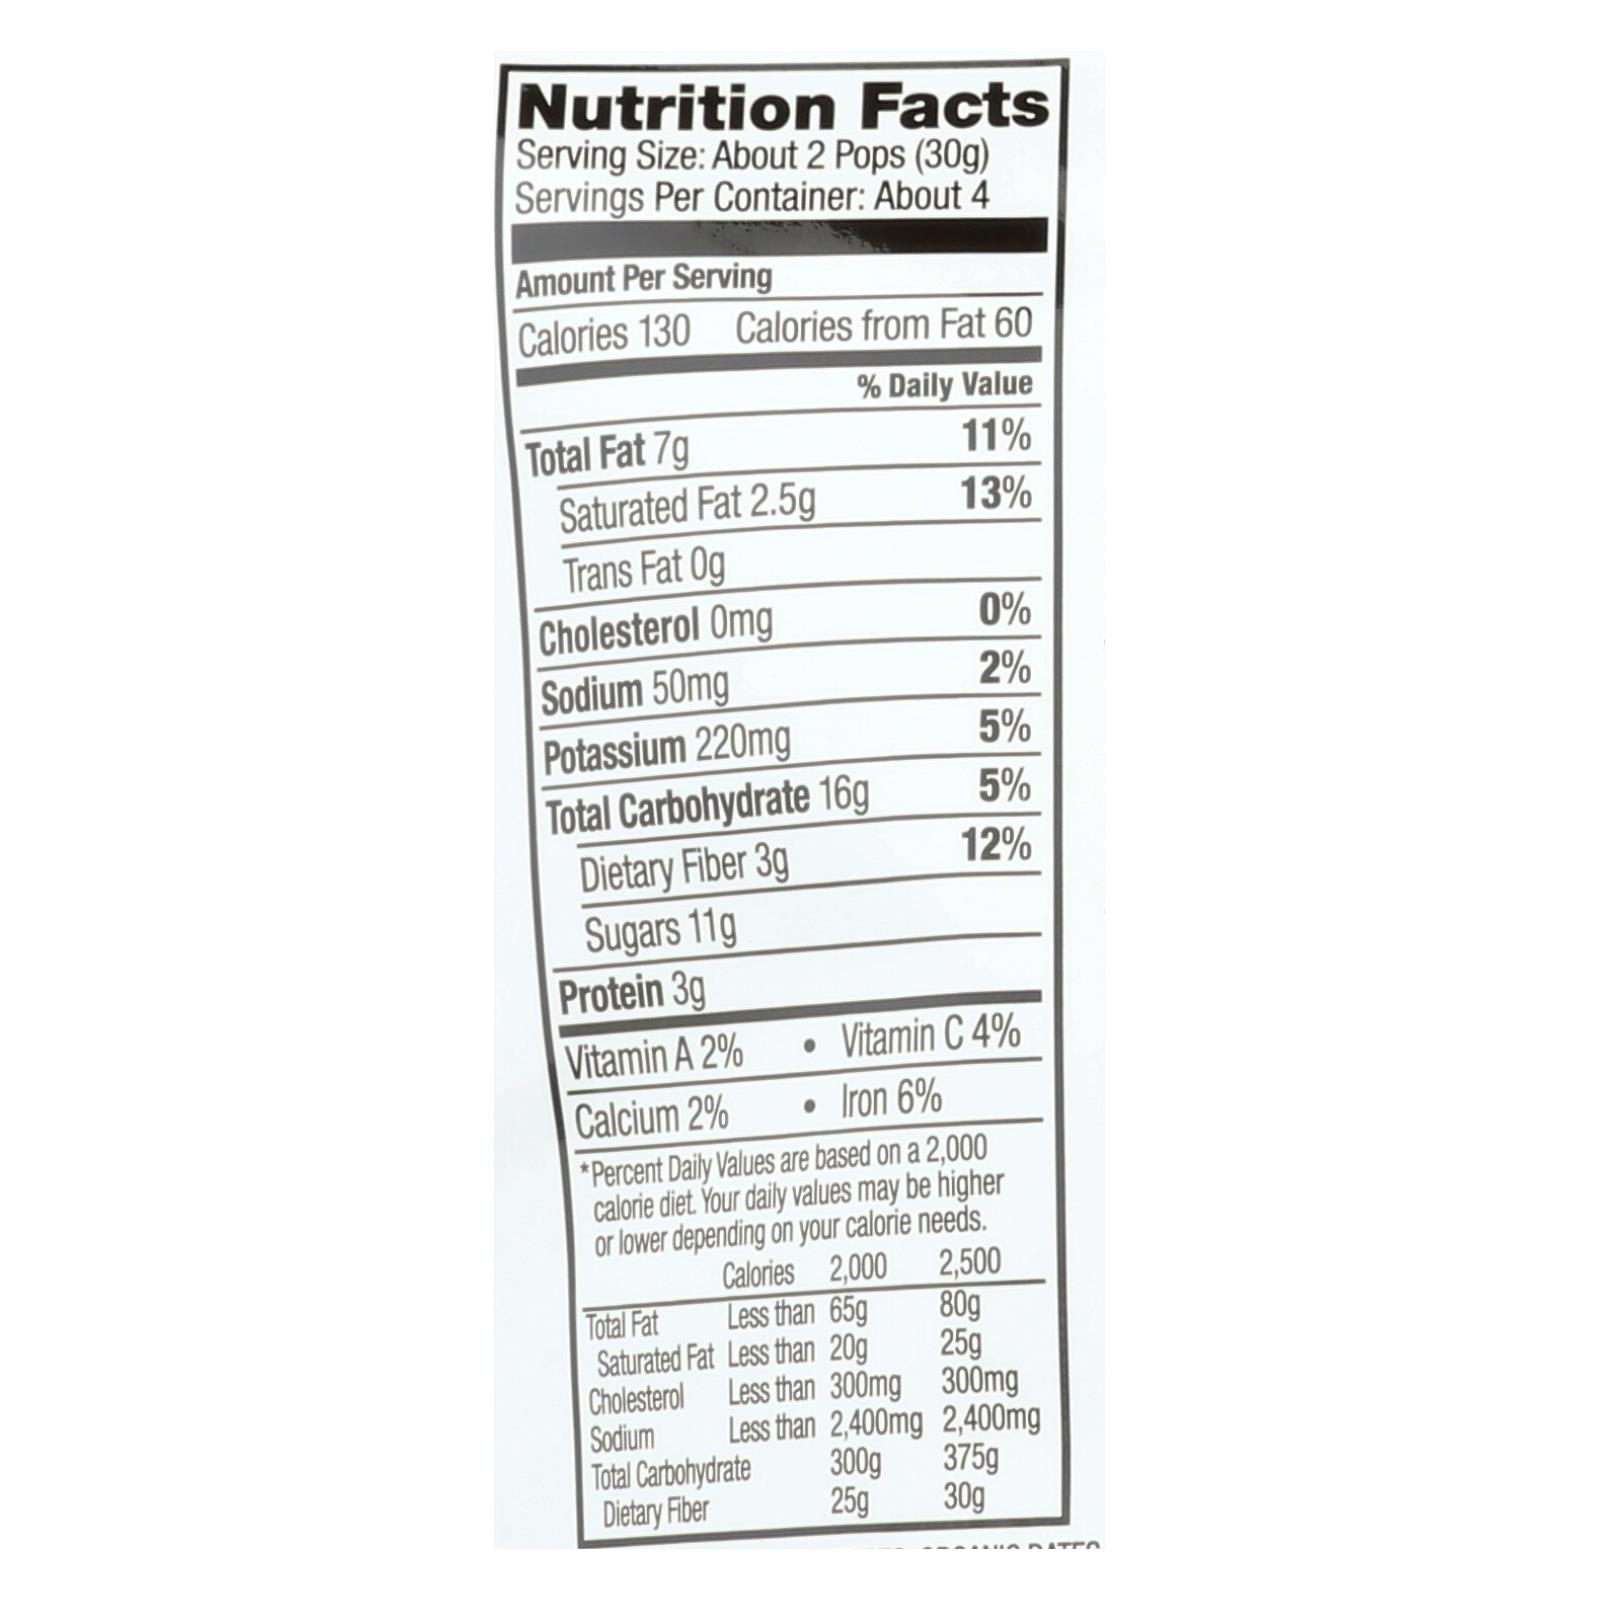 Nutrition Facts
Serving Size: About 2 Pops (30g)
Servings Per Container: About 4
Amount Per Serving
Calories 130 Calories from Fat 60
% Daily Value
Total Fat 7g 11%
Saturated Fat 2.5g 13%
Trans Fat 0g
Cholesterol 0mg 0%
Sodium 50mg 2%
Potassium 220mg 5%
Total Carbohydrate 16g 5%
Dietary Fiber 3g 12%
Sugars 11g
Protein 3g
Vitamin A 2% • Vitamin C 4%
Calcium 2% • Iron 6%
*Percent Daily Values are based on a 2,000
calorie diet. Your daily values may be higher
or lower depending on your calorie needs.
Calories 2,000 2,500
Total Fat Less than 65g 80g
Saturated Fat Less than 20g 25g
Cholesterol Less than 300mg 300mg
Sodium Less than 2,400mg 2,400mg
Total Carbohydrate 300g 375g
Dietary Fiber 25g 30g
ORGANIC DATES